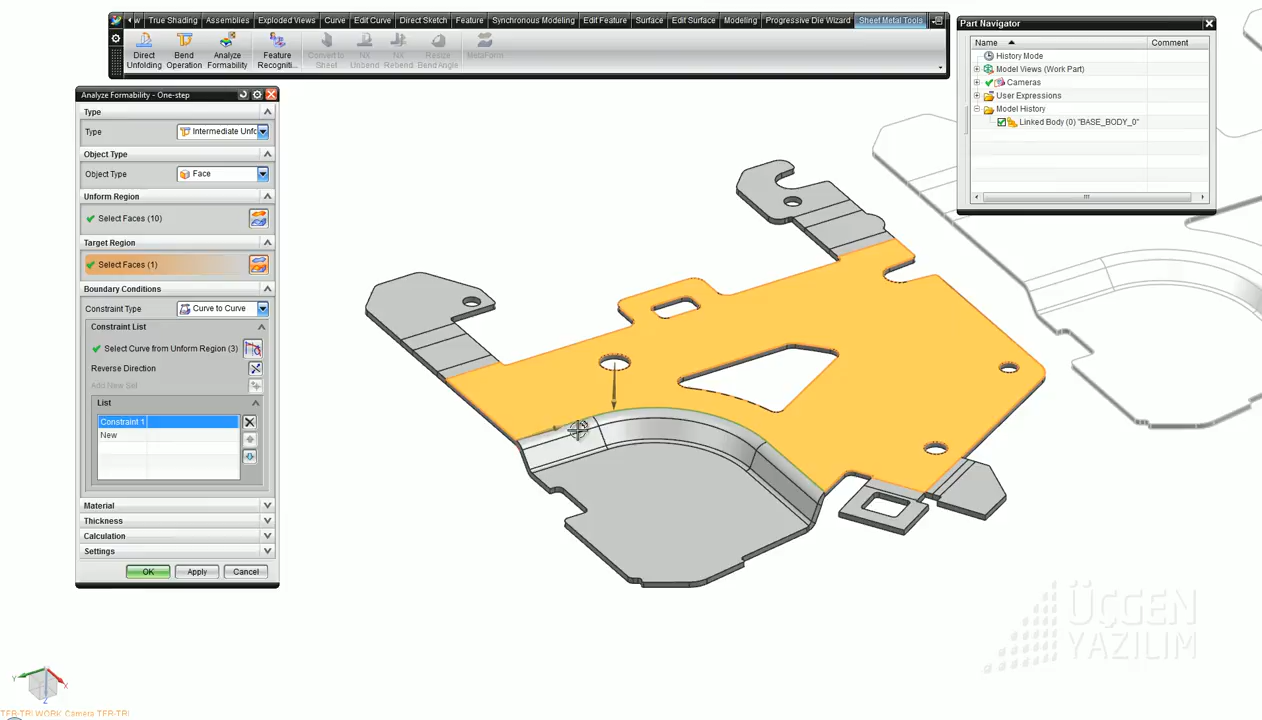 w True Shading Assemblies Exploded Views Curve Edit Curve Direct Sketch Feature Synchronous Modeling Edit Feature Surface Edit Surface Modeling Progressive Die Wizard Sheet Metal Tools
Direct Unfolding
Bend Operation
Analyze Formability
Feature Recogniti...
Convert to Sheet...
NX Unbend
NX Rebend
Resize Bend Angle
MetaForm
Part Navigator
Name Comment
History Mode
Model Views (Work Part)
Cameras
User Expressions
Model History
Linked Body (0) "BASE_BODY_0"
Analyze Formability - One-step
Type
Type Intermediate Unfo
Object Type
Object Type Face
Unform Region
Select Faces (10)
Target Region
Select Faces (1)
Boundary Conditions
Constraint Type Curve to Curve
Constraint List
Select Curve from Unform Region (3)
Reverse Direction
Add New Set
List
Constraint 1
New
Material
Thickness
Calculation
Settings
OK Apply Cancel
ÜÇGEN
YAZILIM
Y X
Z
TFR-TRI WORK Camera TFR-TRI